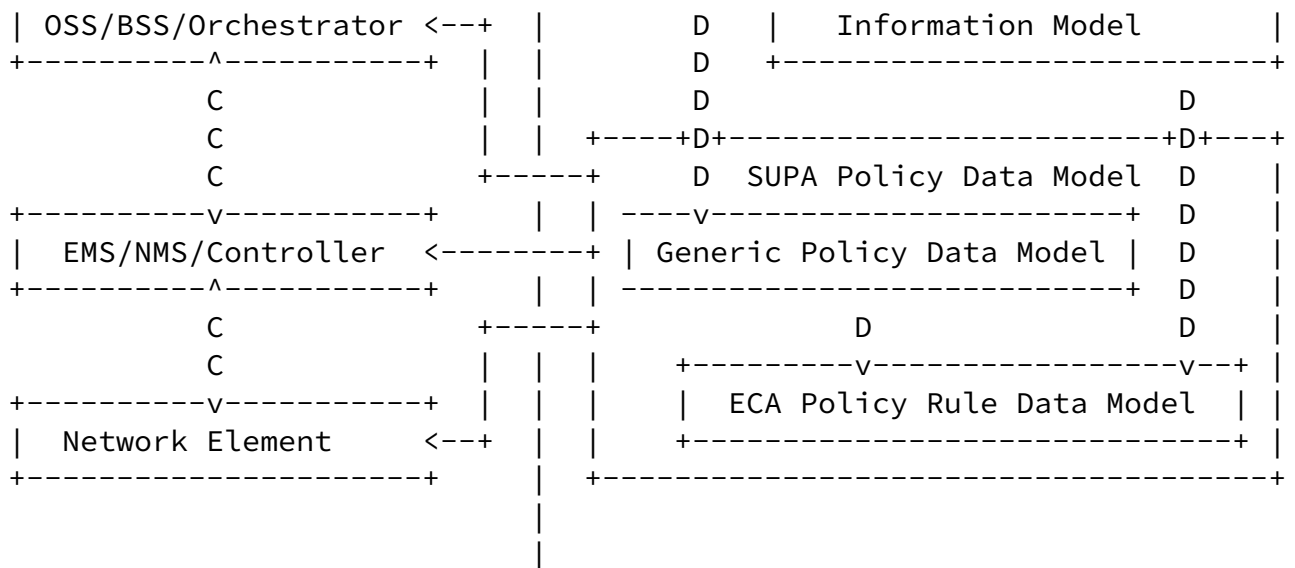 | OSS/BSS/Orchestrator <--+  |        D   |   Information Model       |
+----------^-----------+  |  |        D   +---------------------------+
           C              |  |        D                          D
           C              |  |  +----+D+------------------------+D+----+
           C              +-----+     D  SUPA Policy Data Model  D     |
+----------v-----------+     |  | ----v-----------------------+  D     |
|  EMS/NMS/Controller  <--------+ | Generic Policy Data Model |  D     |
+----------^-----------+     |  | ----------------------------+  D     |
           C              +-----+              D                 D     |
           C              |  |  |    +---------v-----------------v--+ |
+----------v-----------+  |  |  |    |  ECA Policy Rule Data Model  | |
|  Network Element     <--+  |  |    +------------------------------+ |
+----------------------+     |  +--------------------------------------+
                             |
                             |